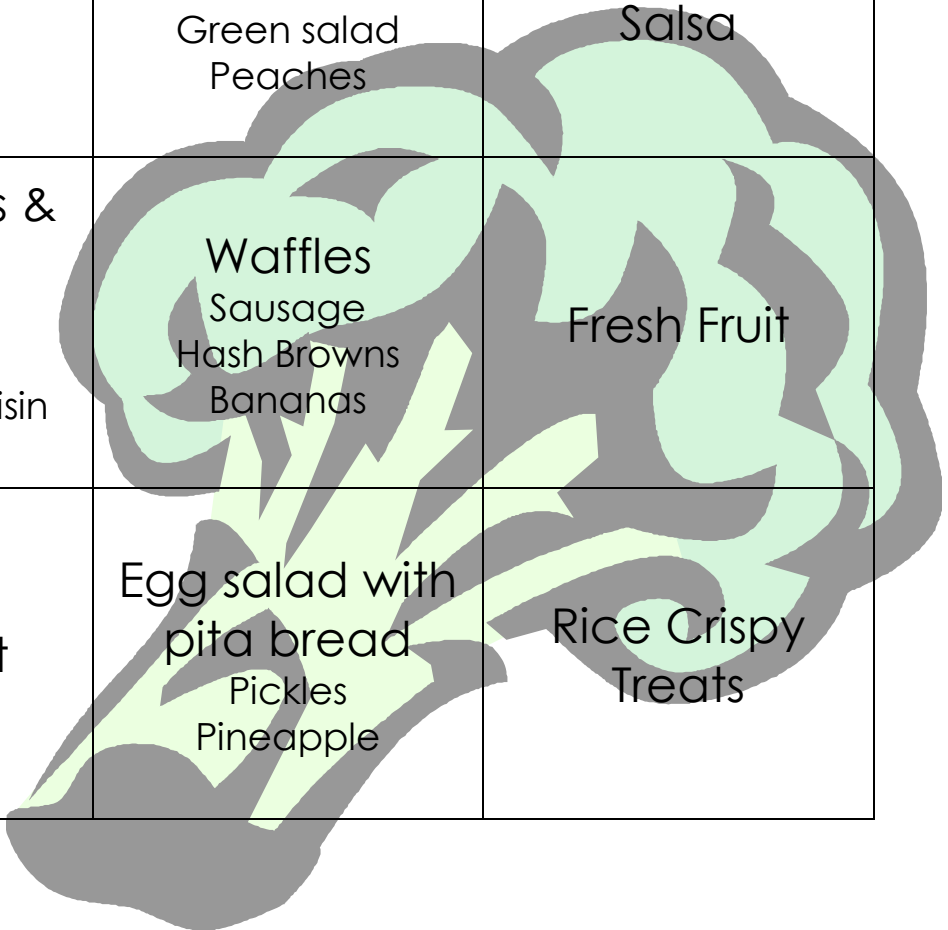 Green salad
Peaches
Salsa
s &
isin
Waffles
Sausage
Hash Browns
Bananas
Fresh Fruit
t
Egg salad with
pita bread
Pickles
Pineapple
Rice Crispy
Treats